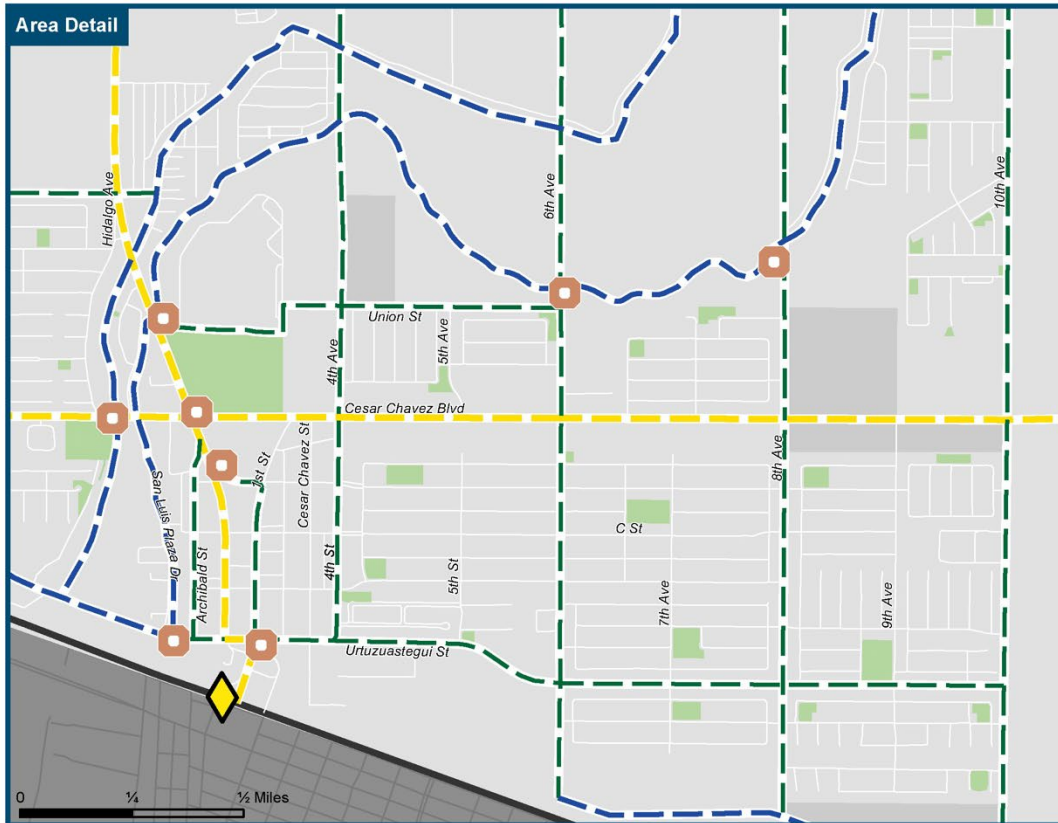 Area Detail
Hidalgo Ave
6th Ave
10th Ave
Union St
4th Ave
5th Ave
Cesar Chavez Blvd
8th Ave
1st St
Cesar Chavez St
San Luis Plaza Dr
Archibald St
4th St
5th St
C St
7th Ave
9th Ave
Urtuzuastegui St
0 ¼ ½ Miles